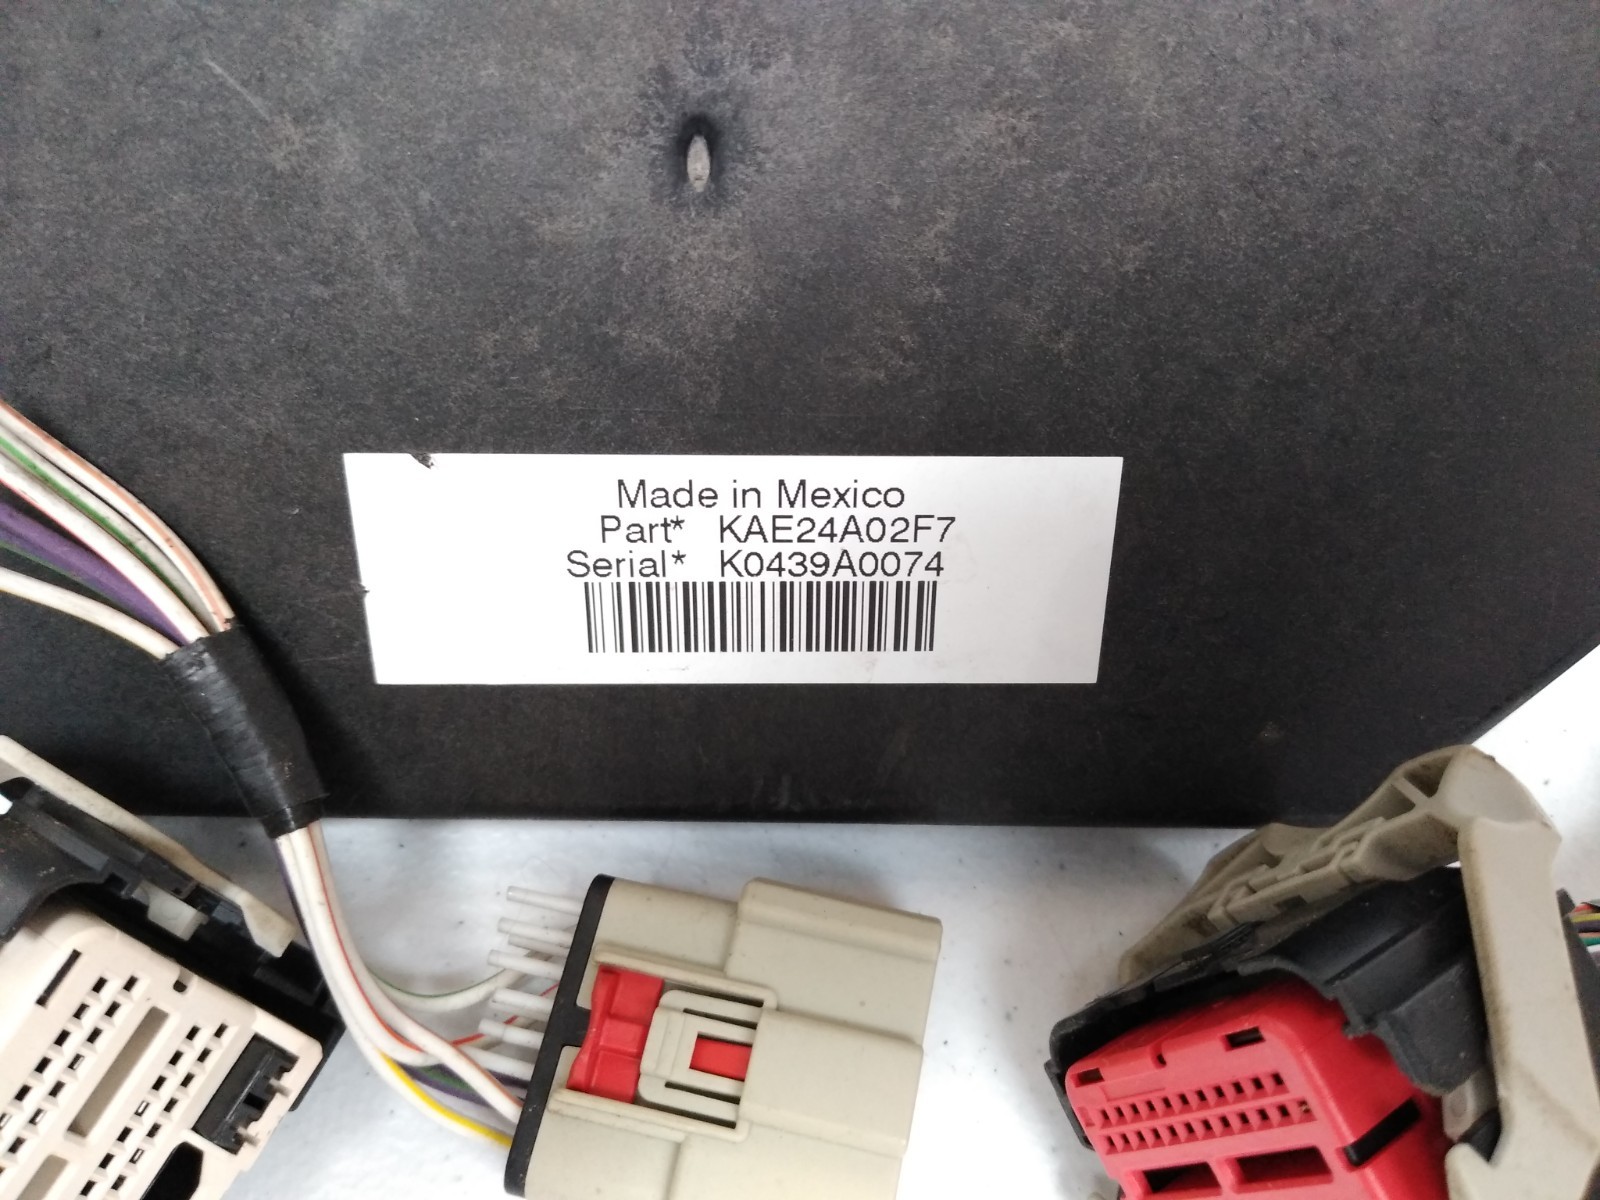 Made in Mexico
Part* KAE24A02F7
Serial* K0439A0074